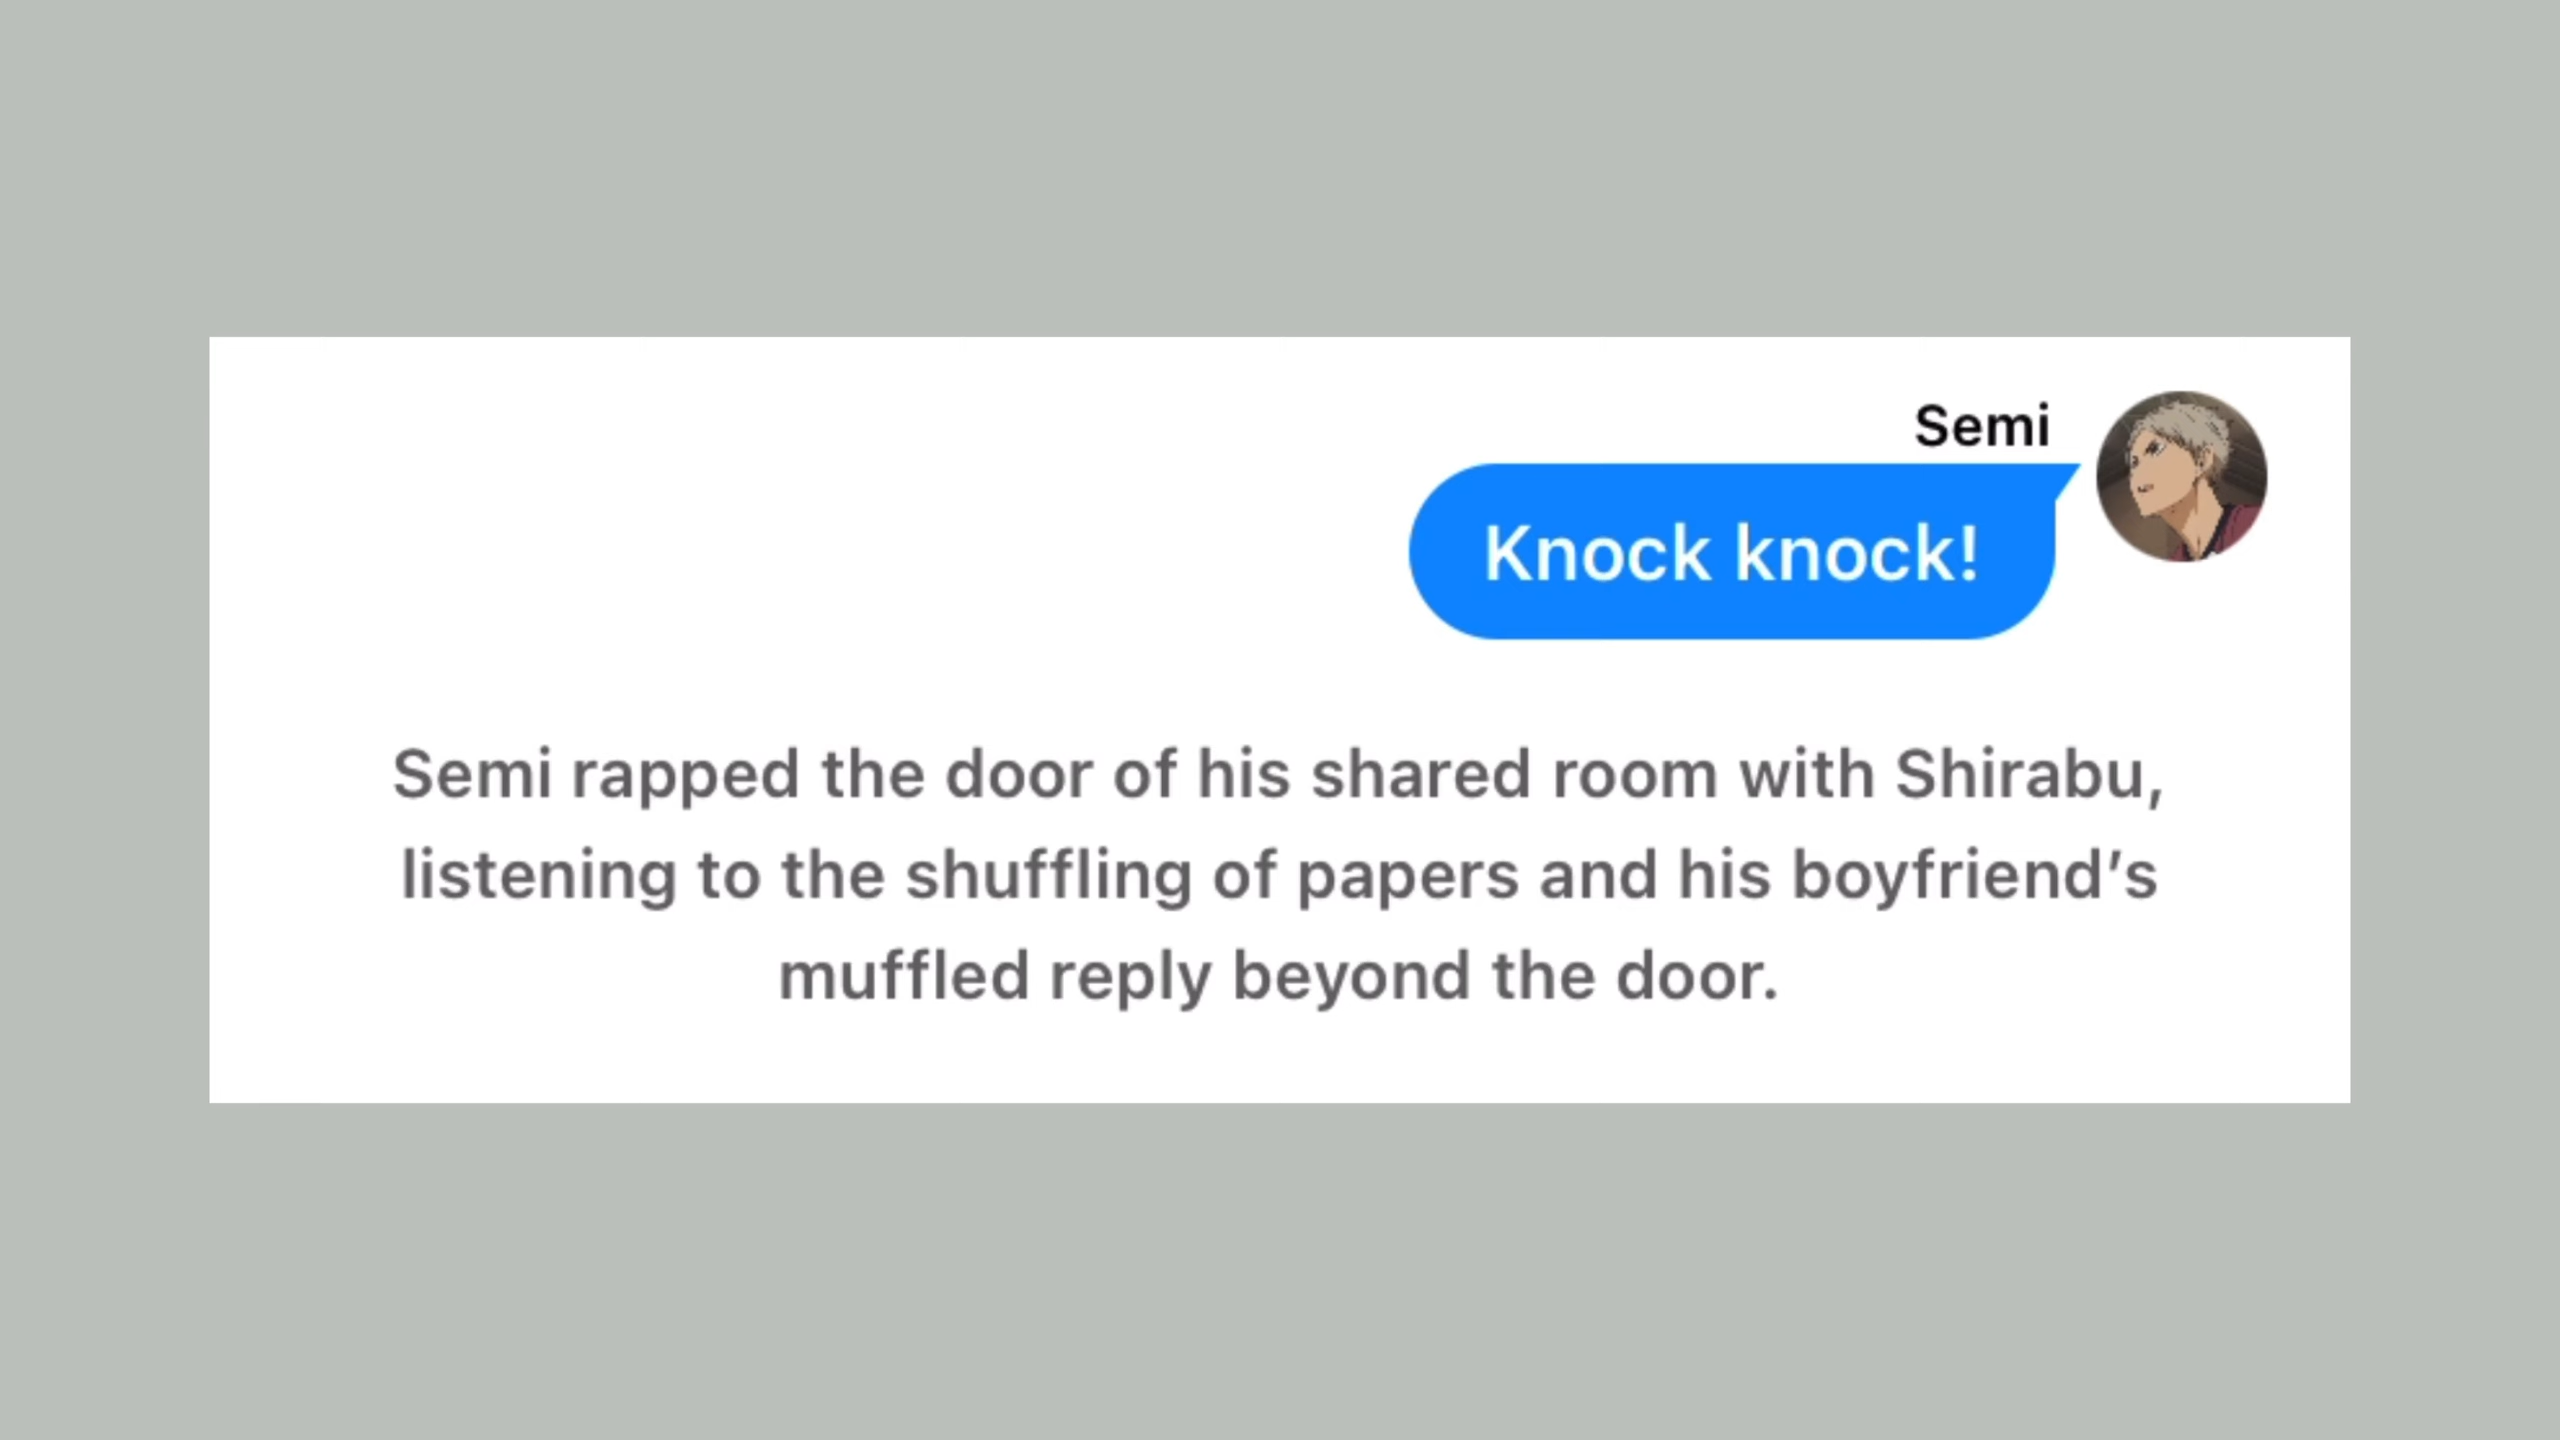 Semi
Knock knock!
Semi rapped the door of his shared room with Shirabu,
listening to the shuffling of papers and his boyfriend’s
muffled reply beyond the door.